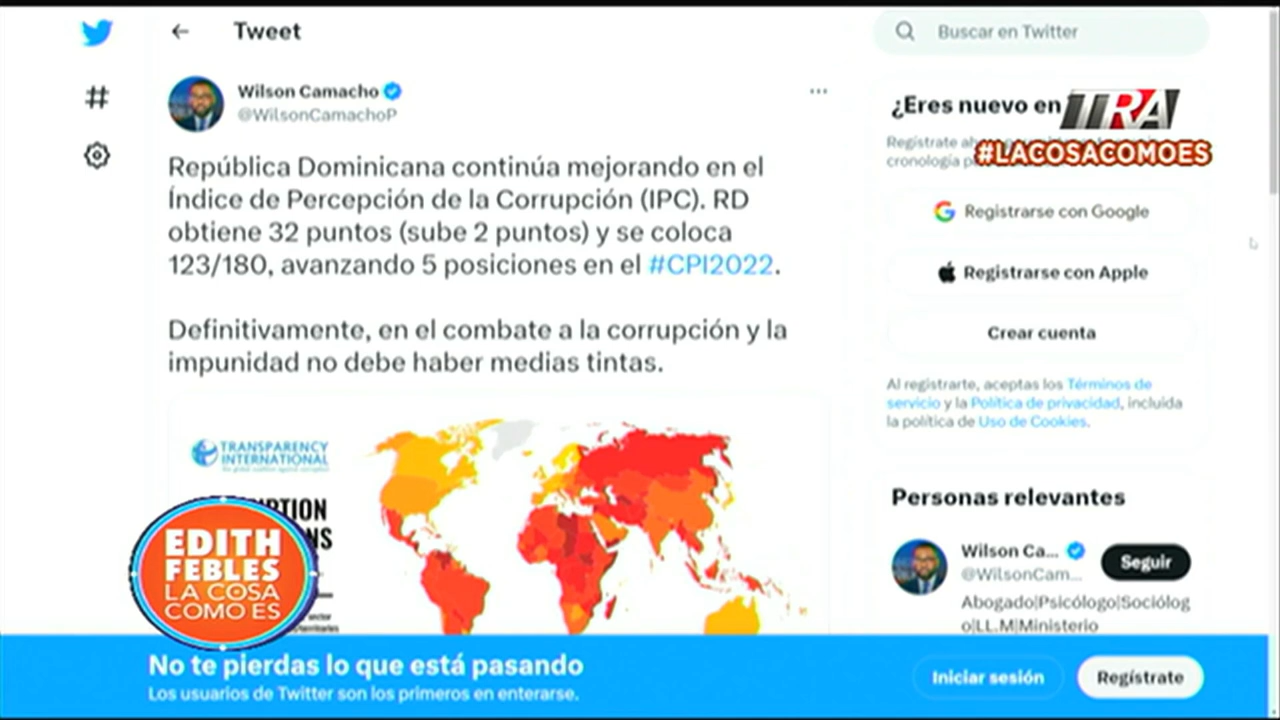 Tweet
Buscar en Twitter
Wilson Camacho
@WilsonCamachoP
República Dominicana continúa mejorando en el
Índice de Percepción de la Corrupción (IPC). RD
obtiene 32 puntos (sube 2 puntos) y se coloca
123/180, avanzando 5 posiciones en el #CPI2022.
Definitivamente, en el combate a la corrupción y la
impunidad no debe haber medias tintas.
TRANSPARENCY
INTERNATIONAL
EDITH
FEBLES
LA COSA
COMO ES
¿Eres nuevo en
TRA
Regístrate
#LACOSACOMOES
cronología
Registrarse con Google
Registrarse con Apple
Crear cuenta
Al registrarte, aceptas los Términos de
servicio y la Política de privacidad, incluida
la política de Uso de Cookies.
Personas relevantes
Wilson Ca...
@WilsonCam...
Seguir
Abogado|Psicólogo|Sociólog
o|LL.M|Ministerio
No te pierdas lo que está pasando
Los usuarios de Twitter son los primeros en enterarse.
Iniciar sesión
Regístrate